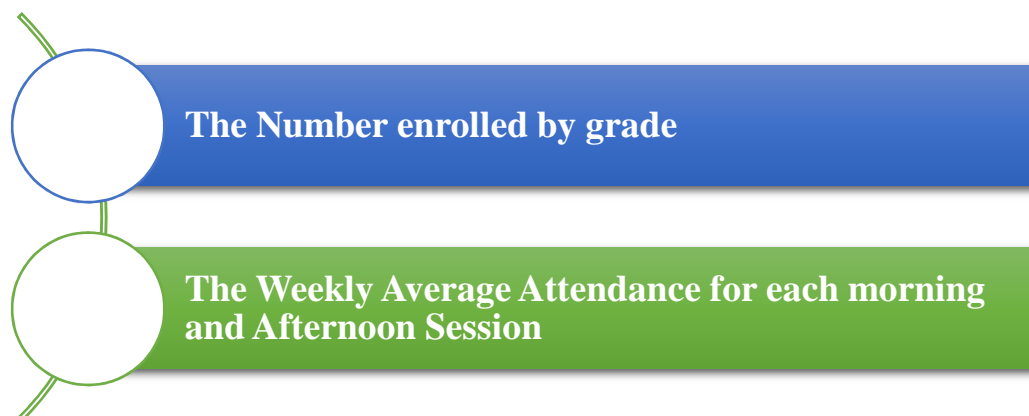 The Number enrolled by grade
The Weekly Average Attendance for each morning
and Afternoon Session